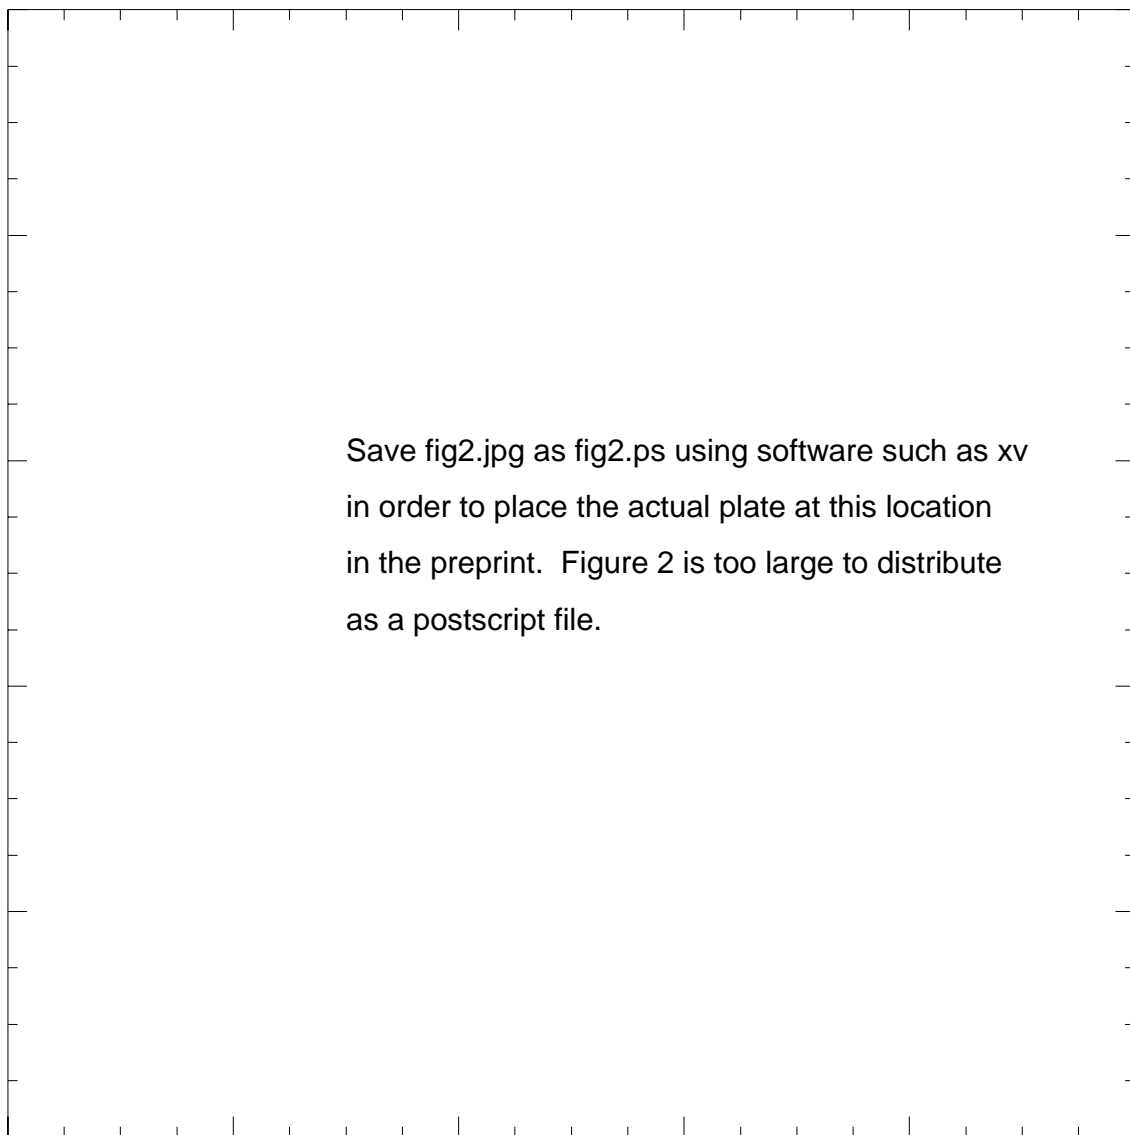 Save fig2.jpg as fig2.ps using software such as xv
in order to place the actual plate at this location
in the preprint.  Figure 2 is too large to distribute
as a postscript file.